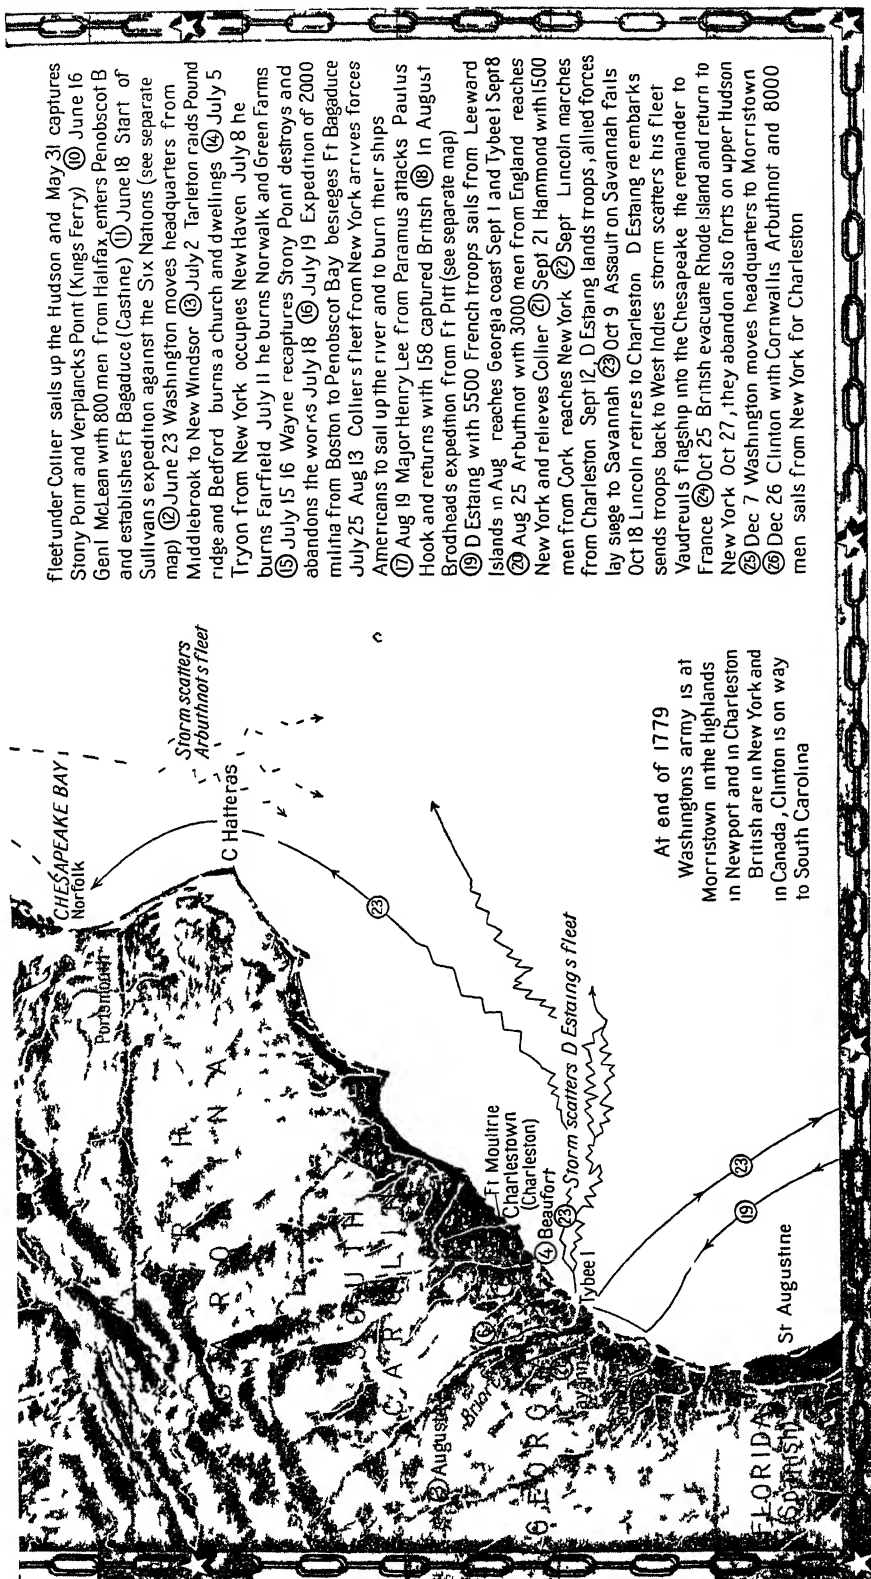 fleet under Collier sails up the Hudson and May 31 captures
Stony Point and Verplancks Point (Kings Ferry) ⑩ June 16
Genl McLean with 800 men from Halifax enters Penobscot B
and establishes Ft Bagaduce (Castine) ⑪ June 18 Start of
Sullivan s expedition against the Six Nations (see separate
map) ⑫ June 23 Washington moves headquarters from
Middlebrook to New Windsor ⑬ July 2 Tarleton raids Pound
ridge and Bedford burns a church and dwellings ⑭ July 5
Tryon from New York occupies New Haven July 8 he
burns Fairfield July 11 he burns Norwalk and Green Farms
⑮ July 15 16 Wayne recaptures Stony Point destroys and
abandons the works July 18 ⑯ July 19 Expedition of 2000
militia from Boston to Penobscot Bay besieges Ft Bagaduce
July 25 Aug 13 Collier s fleet from New York arrives forces
Americans to sail up the river and to burn their ships
⑰ Aug 19 Major Henry Lee from Paramus attacks Paulus
Hook and returns with 158 captured British ⑱ In August
Brodheads expedition from Ft Pitt (see separate map)
⑲ D Estaing with 5500 French troops sails from Leeward
Islands in Aug reaches Georgia coast Sept 1 and Tybee I Sept 8
⑳ Aug 25 Arbuthnot with 3000 men from England reaches
New York and relieves Collier ㉑ Sept 21 Hammond with 1500
men from Cork reaches New York ㉒ Sept Lincoln marches
from Charleston Sept 12, D Estaing lands troops, allied forces
lay siege to Savannah ㉓ Oct 9 Assault on Savannah fails
Oct 18 Lincoln retires to Charleston D Estaing re embarks
sends troops back to West Indies storm scatters his fleet
Vaudreuils flagship into the Chesapeake the remainder to
France ㉔ Oct 25 British evacuate Rhode Island and return to
New York Oct 27, they abandon also forts on upper Hudson
㉕ Dec 7 Washington moves headquarters to Morristown
㉖ Dec 26 Clinton with Cornwallis Arbuthnot and 8000
men sails from New York for Charleston
At end of 1779
Washingtons army is at
Morristown in the Highlands
in Newport and in Charleston
British are in New York and
in Canada, Clinton is on way
to South Carolina
CHESAPEAKE BAY
Norfolk
Portsmouth
Storm scatters
Arbuthnot s fleet
C Hatteras
㉓
NORTH
CAROLINA
SOUTH
CAROLINA
Ft Moultrie
Charlestown
(Charleston)
④ Beaufort
㉓ Storm scatters D Estaing s fleet
Tybee I
③ Augusta
Briar C
GEORG
㉓
⑲
St Augustine
FLORIDA
(Spanish)